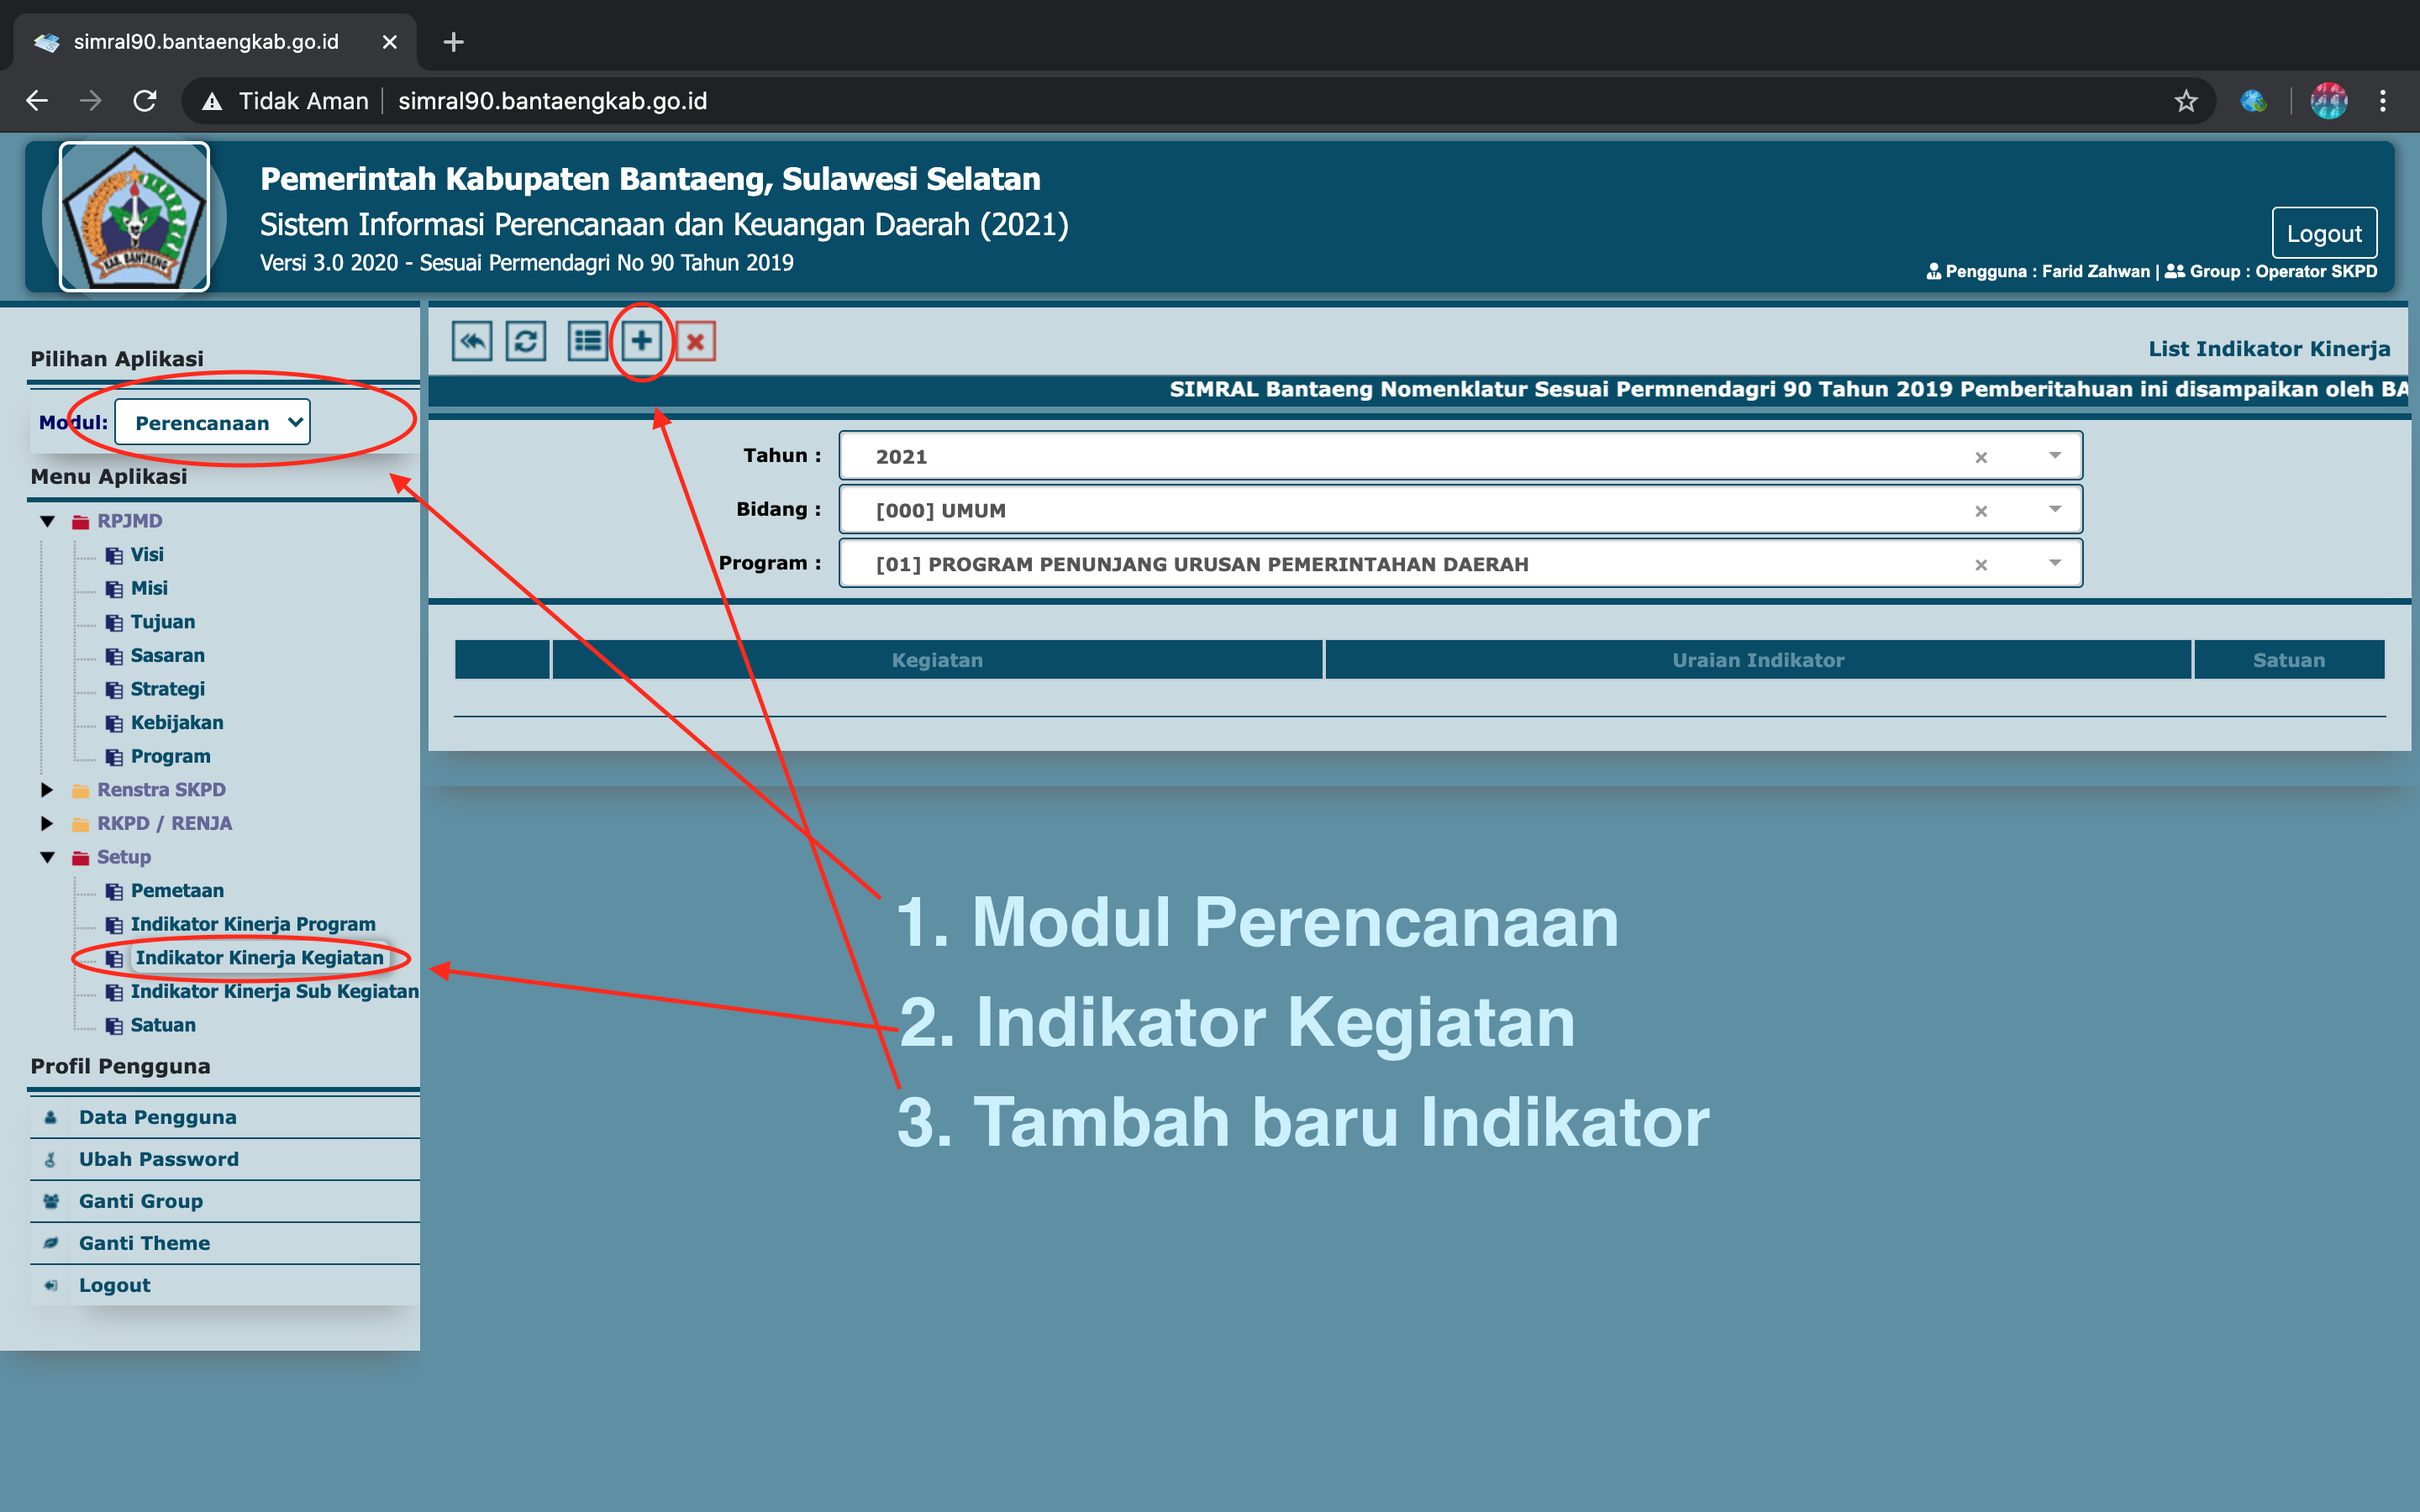 simral90.bantaengkab.go.id
Tidak Aman
simral90.bantaengkab.go.id
KAB. BANTAENG
Pemerintah Kabupaten Bantaeng, Sulawesi Selatan
Sistem Informasi Perencanaan dan Keuangan Daerah (2021)
Versi 3.0 2020 - Sesuai Permendagri No 90 Tahun 2019
Logout
Pengguna : Farid Zahwan | Group : Operator SKPD
Pilihan Aplikasi
Modul: Perencanaan
Menu Aplikasi
RPJMD
Visi
Misi
Tujuan
Sasaran
Strategi
Kebijakan
Program
Renstra SKPD
RKPD / RENJA
Setup
Pemetaan
Indikator Kinerja Program
Indikator Kinerja Kegiatan
Indikator Kinerja Sub Kegiatan
Satuan
Profil Pengguna
Data Pengguna
Ubah Password
Ganti Group
Ganti Theme
Logout
List Indikator Kinerja
SIMRAL Bantaeng Nomenklatur Sesuai Permnendagri 90 Tahun 2019 Pemberitahuan ini disampaikan oleh BA
Tahun : 2021
Bidang : [000] UMUM
Program : [01] PROGRAM PENUNJANG URUSAN PEMERINTAHAN DAERAH
Kegiatan Uraian Indikator Satuan
1. Modul Perencanaan
2. Indikator Kegiatan
3. Tambah baru Indikator